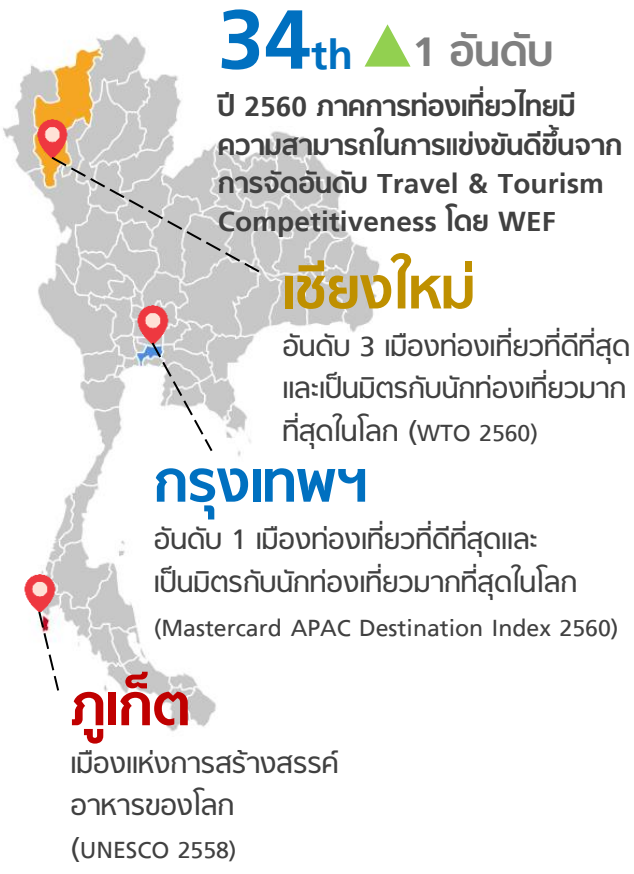 34th ▲1 อันดับ
ปี 2560 ภาคการท่องเที่ยวไทยมี
ความสามารถในการแข่งขันดีขึ้นจาก
การจัดอันดับ Travel & Tourism
Competitiveness โดย WEF
เชียงใหม่
อันดับ 3 เมืองท่องเที่ยวที่ดีที่สุด
และเป็นมิตรกับนักท่องเที่ยวมาก
ที่สุดในโลก (WTO 2560)
กรุงเทพฯ
อันดับ 1 เมืองท่องเที่ยวที่ดีที่สุดและ
เป็นมิตรกับนักท่องเที่ยวมากที่สุดในโลก
(Mastercard APAC Destination Index 2560)
ภูเก็ต
เมืองแห่งการสร้างสรรค์
อาหารของโลก
(UNESCO 2558)